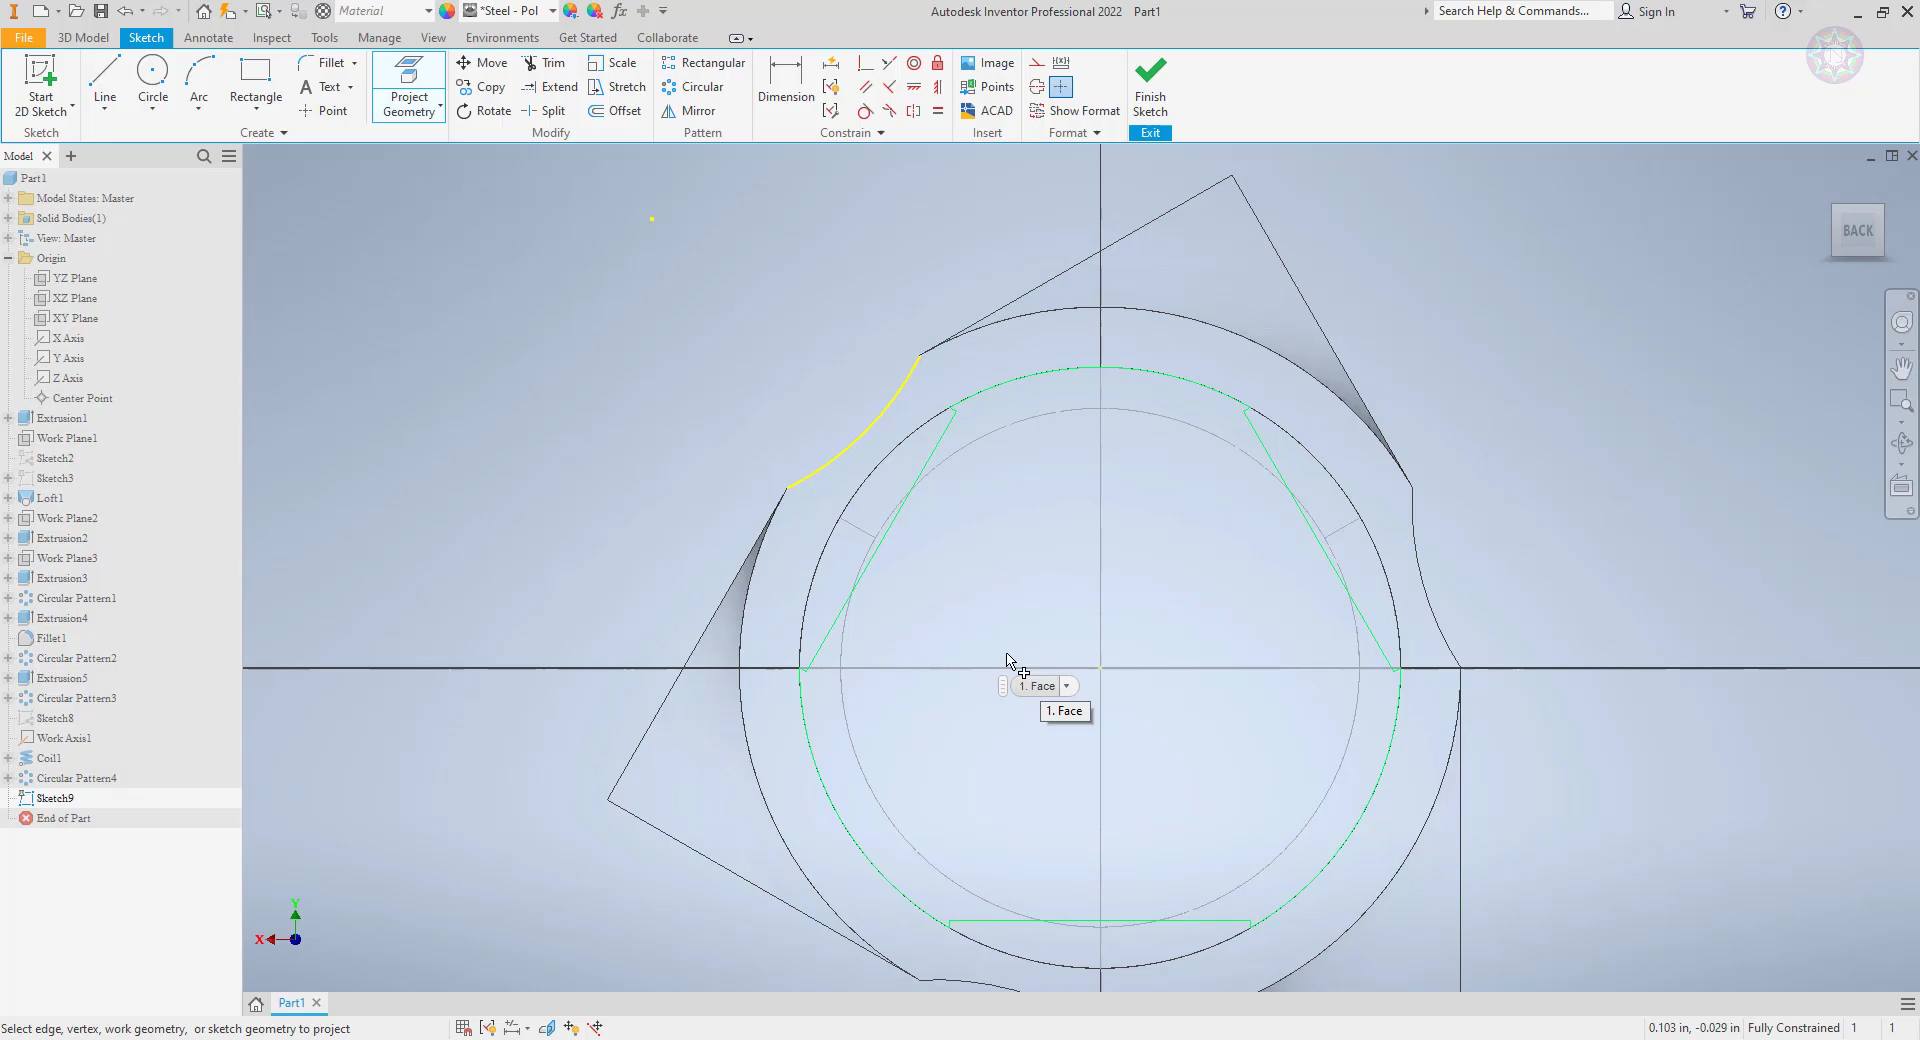 Material
*Steel - Pol
Autodesk Inventor Professional 2022 Part1
Search Help & Commands...
Sign In
File
3D Model
Sketch
Annotate
Inspect
Tools
Manage
View
Environments
Get Started
Collaborate
Start
2D Sketch
Line
Circle
Arc
Rectangle
Fillet
Text
Point
Project
Geometry
Move
Copy
Rotate
Trim
Extend
Split
Scale
Stretch
Offset
Rectangular
Circular
Mirror
Dimension
Image
Points
ACAD
Show Format
Finish
Sketch
Sketch
Create
Modify
Pattern
Constrain
Insert
Format
Exit
Model
Part1
Model States: Master
Solid Bodies(1)
View: Master
Origin
YZ Plane
XZ Plane
XY Plane
X Axis
Y Axis
Z Axis
Center Point
Extrusion1
Work Plane1
Sketch2
Sketch3
Loft1
Work Plane2
Extrusion2
Work Plane3
Extrusion3
Circular Pattern1
Extrusion4
Fillet1
Circular Pattern2
Extrusion5
Circular Pattern3
Sketch8
Work Axis1
Coil1
Circular Pattern4
Sketch9
End of Part
BACK
1. Face
1. Face
Y
X
Part1
Select edge, vertex, work geometry, or sketch geometry to project
0.103 in, -0.029 in
Fully Constrained
1
1